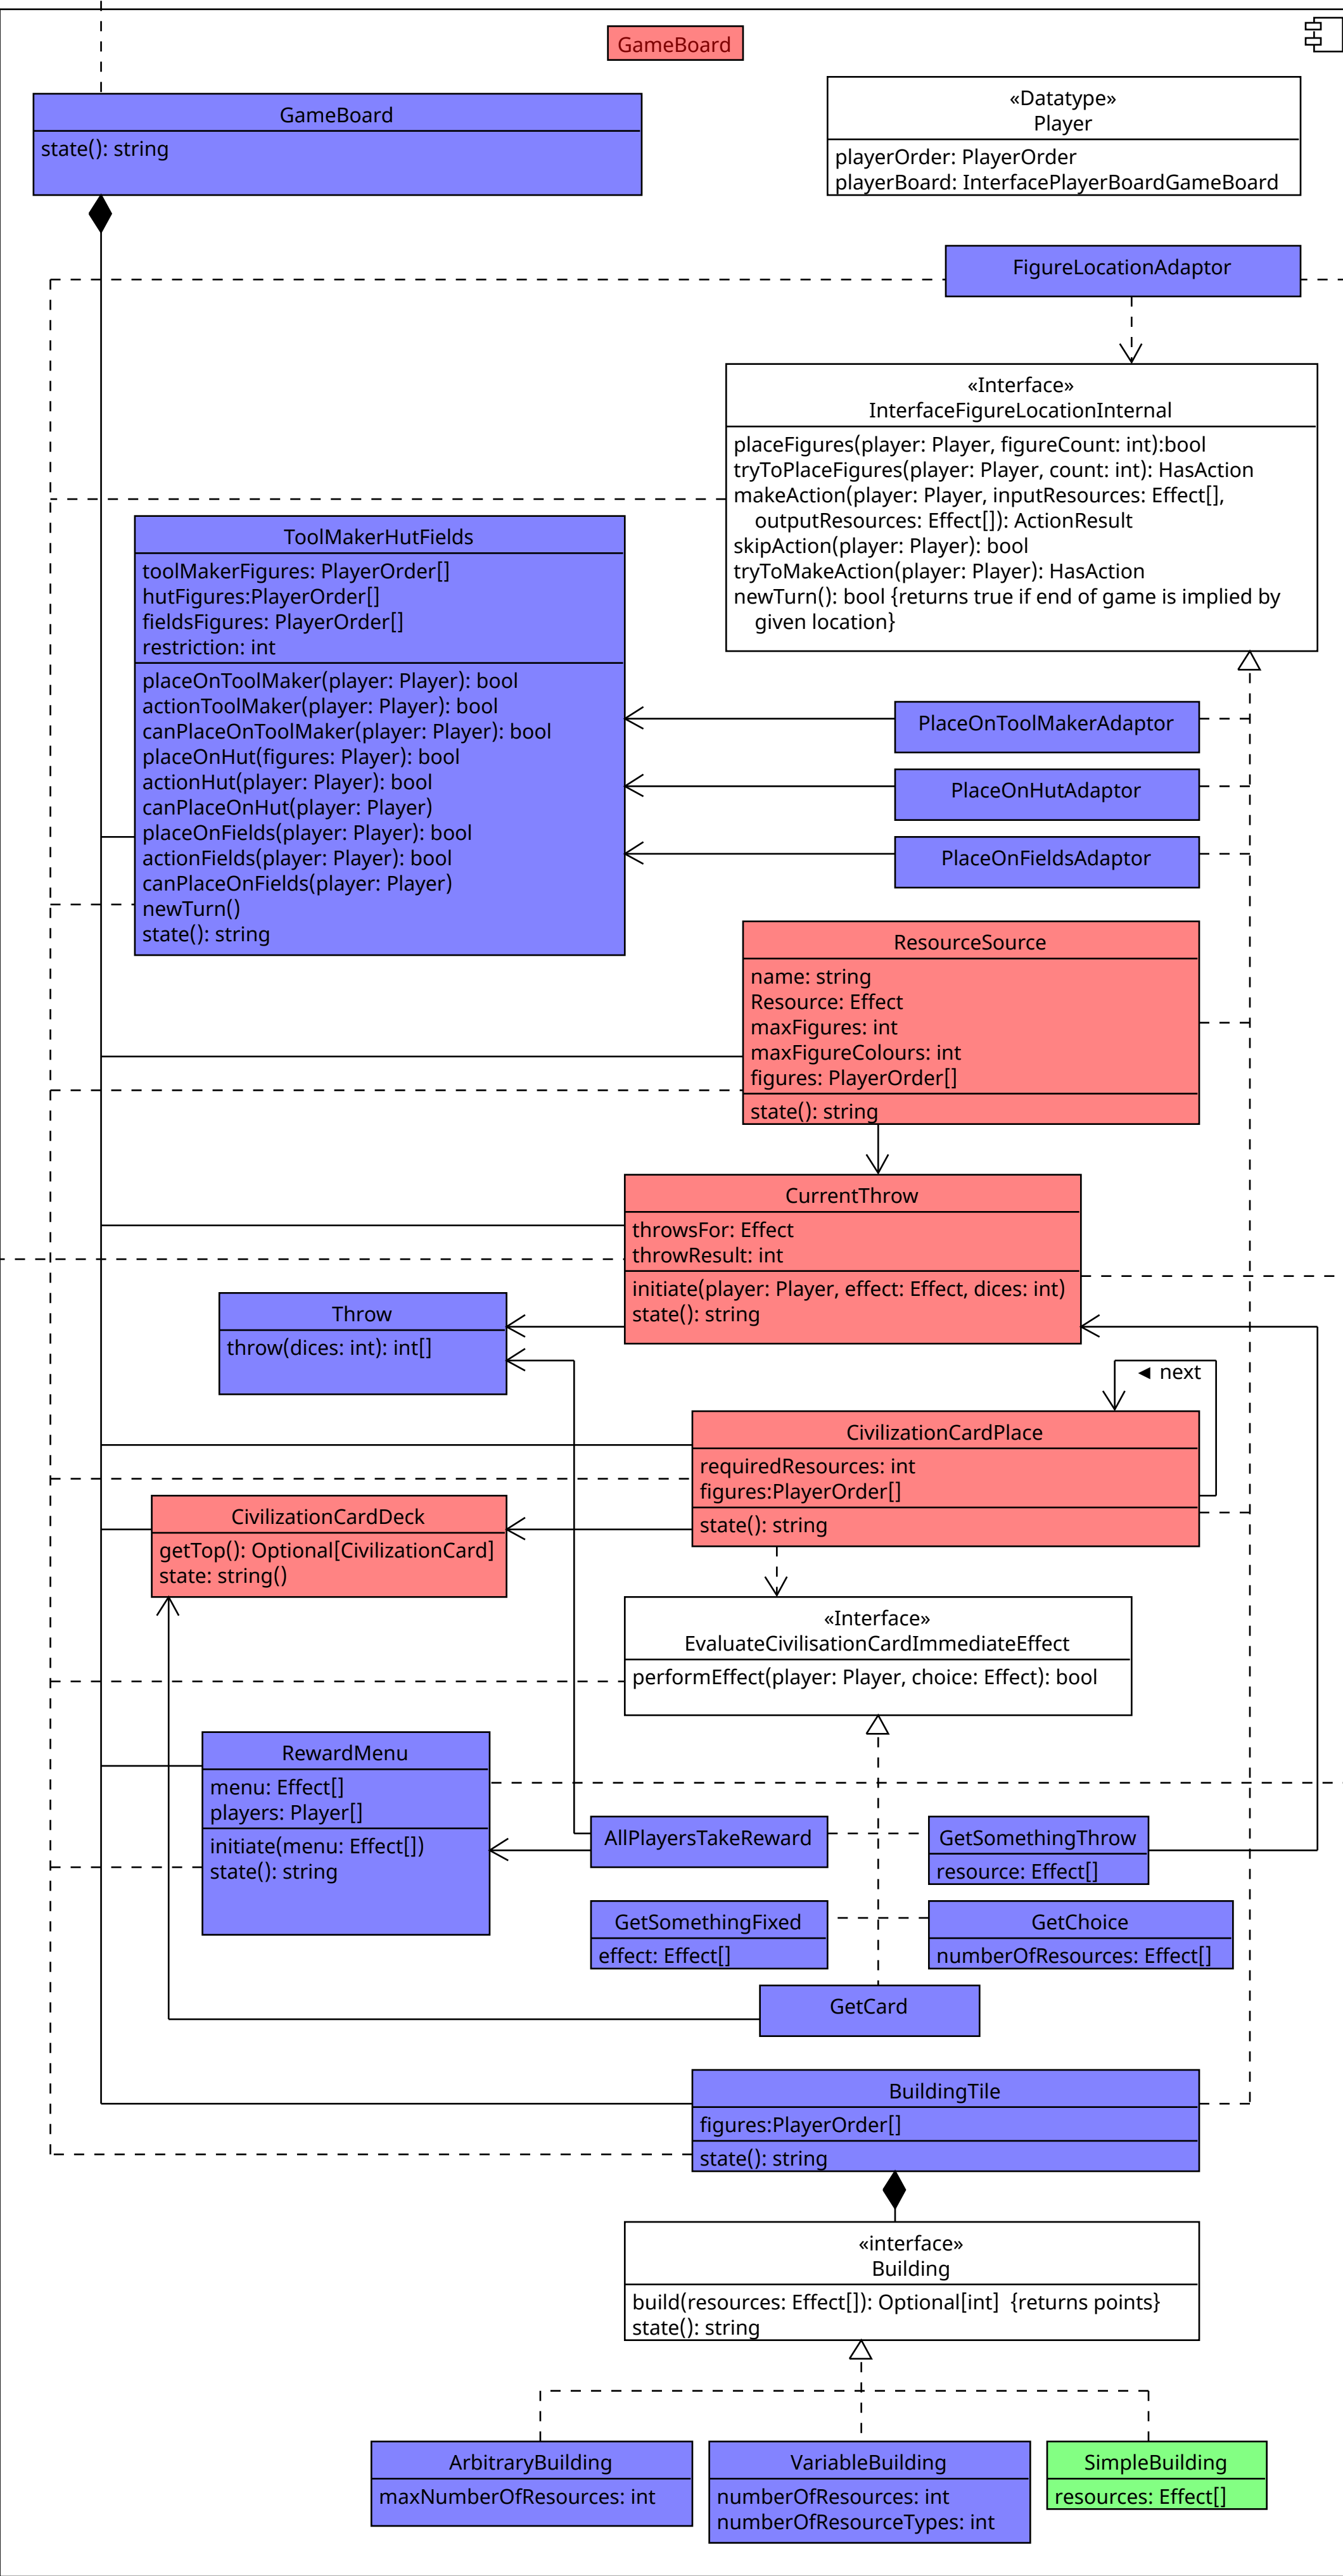 GameBoard
GameBoard
state(): string
«Datatype»
Player
playerOrder: PlayerOrder
playerBoard: InterfacePlayerBoardGameBoard
FigureLocationAdaptor
«Interface»
InterfaceFigureLocationInternal
placeFigures(player: Player, figureCount: int):bool
tryToPlaceFigures(player: Player, count: int): HasAction
makeAction(player: Player, inputResources: Effect[],
outputResources: Effect[]): ActionResult
skipAction(player: Player): bool
tryToMakeAction(player: Player): HasAction
newTurn(): bool {returns true if end of game is implied by
given location}
ToolMakerHutFields
toolMakerFigures: PlayerOrder[]
hutFigures:PlayerOrder[]
fieldsFigures: PlayerOrder[]
restriction: int
placeOnToolMaker(player: Player): bool
actionToolMaker(player: Player): bool
canPlaceOnToolMaker(player: Player): bool
placeOnHut(figures: Player): bool
actionHut(player: Player): bool
canPlaceOnHut(player: Player)
placeOnFields(player: Player): bool
actionFields(player: Player): bool
canPlaceOnFields(player: Player)
newTurn()
state(): string
PlaceOnToolMakerAdaptor
PlaceOnHutAdaptor
PlaceOnFieldsAdaptor
ResourceSource
name: string
Resource: Effect
maxFigures: int
maxFigureColours: int
figures: PlayerOrder[]
state(): string
CurrentThrow
throwsFor: Effect
throwResult: int
initiate(player: Player, effect: Effect, dices: int)
state(): string
Throw
throw(dices: int): int[]
◄ next
CivilizationCardPlace
requiredResources: int
figures:PlayerOrder[]
state(): string
CivilizationCardDeck
getTop(): Optional[CivilizationCard]
state: string()
«Interface»
EvaluateCivilisationCardImmediateEffect
performEffect(player: Player, choice: Effect): bool
RewardMenu
menu: Effect[]
players: Player[]
initiate(menu: Effect[])
state(): string
AllPlayersTakeReward
GetSomethingThrow
resource: Effect[]
GetSomethingFixed
effect: Effect[]
GetChoice
numberOfResources: Effect[]
GetCard
BuildingTile
figures:PlayerOrder[]
state(): string
«interface»
Building
build(resources: Effect[]): Optional[int]  {returns points}
state(): string
ArbitraryBuilding
maxNumberOfResources: int
VariableBuilding
numberOfResources: int
numberOfResourceTypes: int
SimpleBuilding
resources: Effect[]